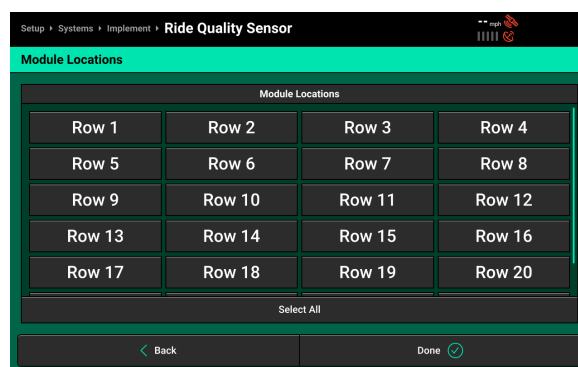 Setup ‣ Systems ‣ Implement ‣ Ride Quality Sensor
-- mph
Module Locations
Module Locations
Row 1 Row 2 Row 3 Row 4
Row 5 Row 6 Row 7 Row 8
Row 9 Row 10 Row 11 Row 12
Row 13 Row 14 Row 15 Row 16
Row 17 Row 18 Row 19 Row 20
Select All
Back Done